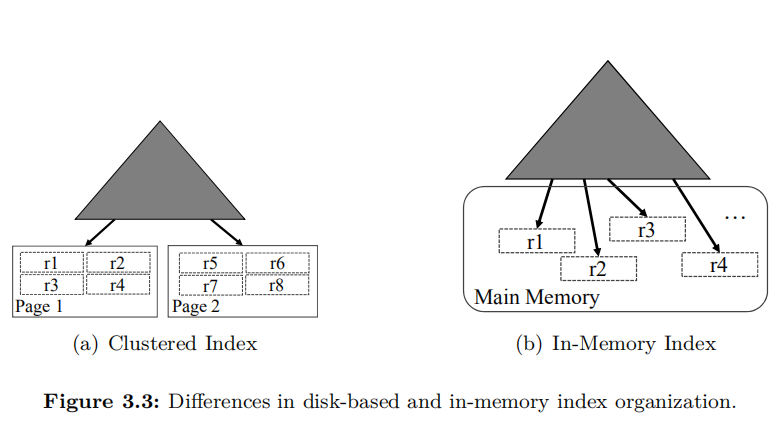 r1 r2
r3 r4
Page 1
r5 r6
r7 r8
Page 2
(a) Clustered Index
r1
r2
r3
r4
...
Main Memory
(b) In-Memory Index
Figure 3.3: Differences in disk-based and in-memory index organization.